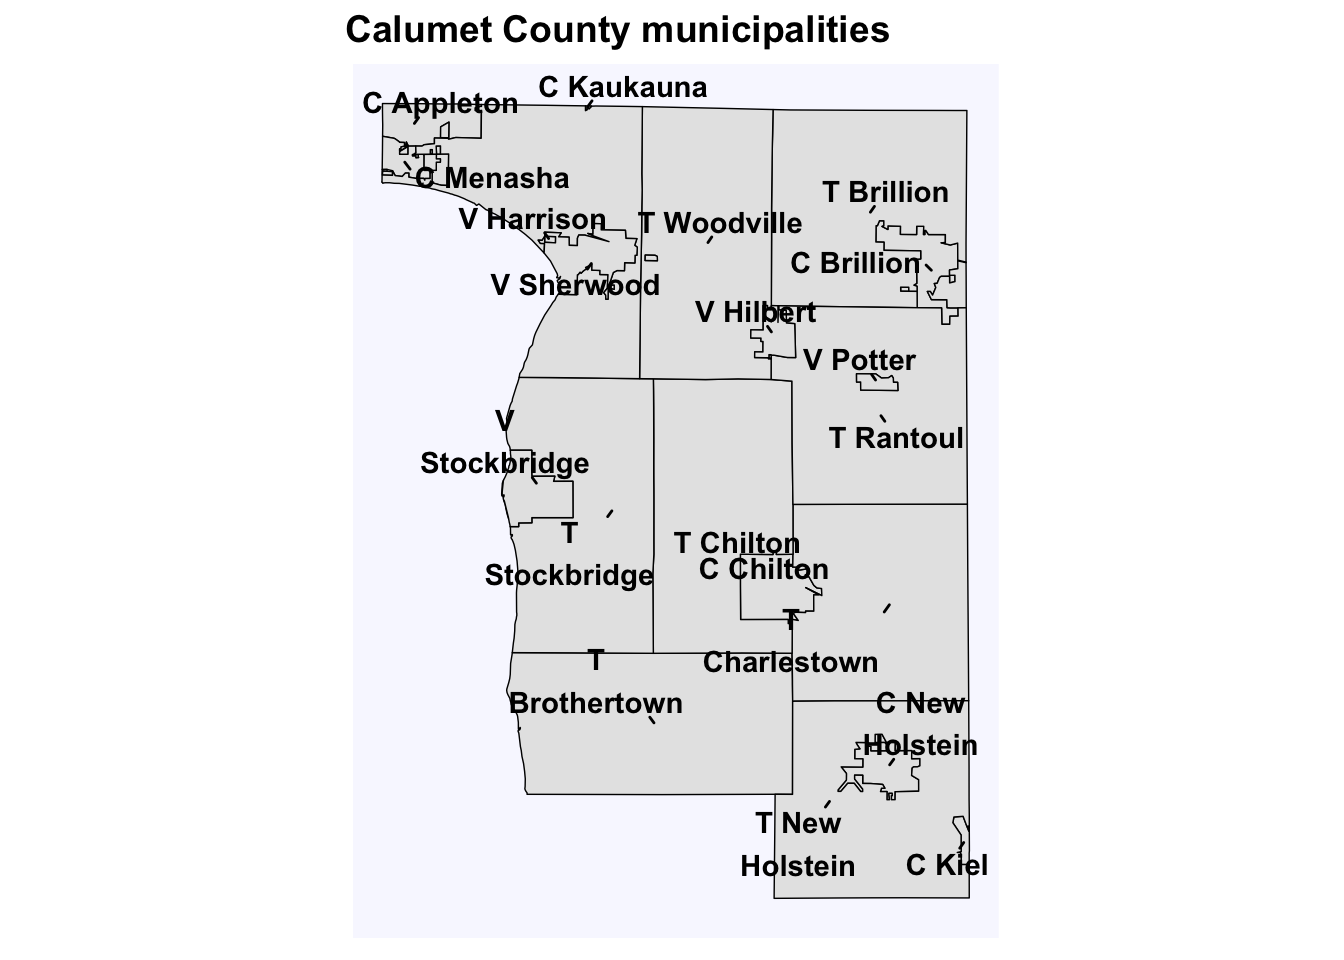 Calumet County municipalities
C Kaukauna
C Appleton
C Menasha
T Brillion
V Harrison
T Woodville
C Brillion
V Sherwood
V Hilbert
V Potter
V
Stockbridge
T Rantoul
T
Stockbridge
T Chilton
C Chilton
T
Charlestown
T
Brothertown
C New
Holstein
T New
Holstein
C Kiel